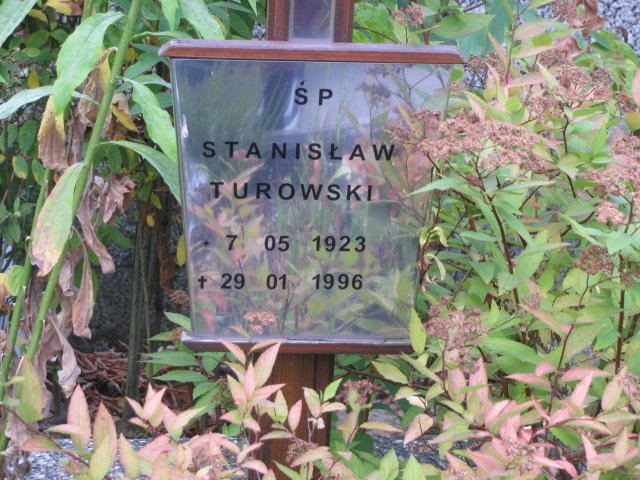 ŚP
STANISŁAW
TUROWSKI
* 7 05 1923
† 29 01 1996